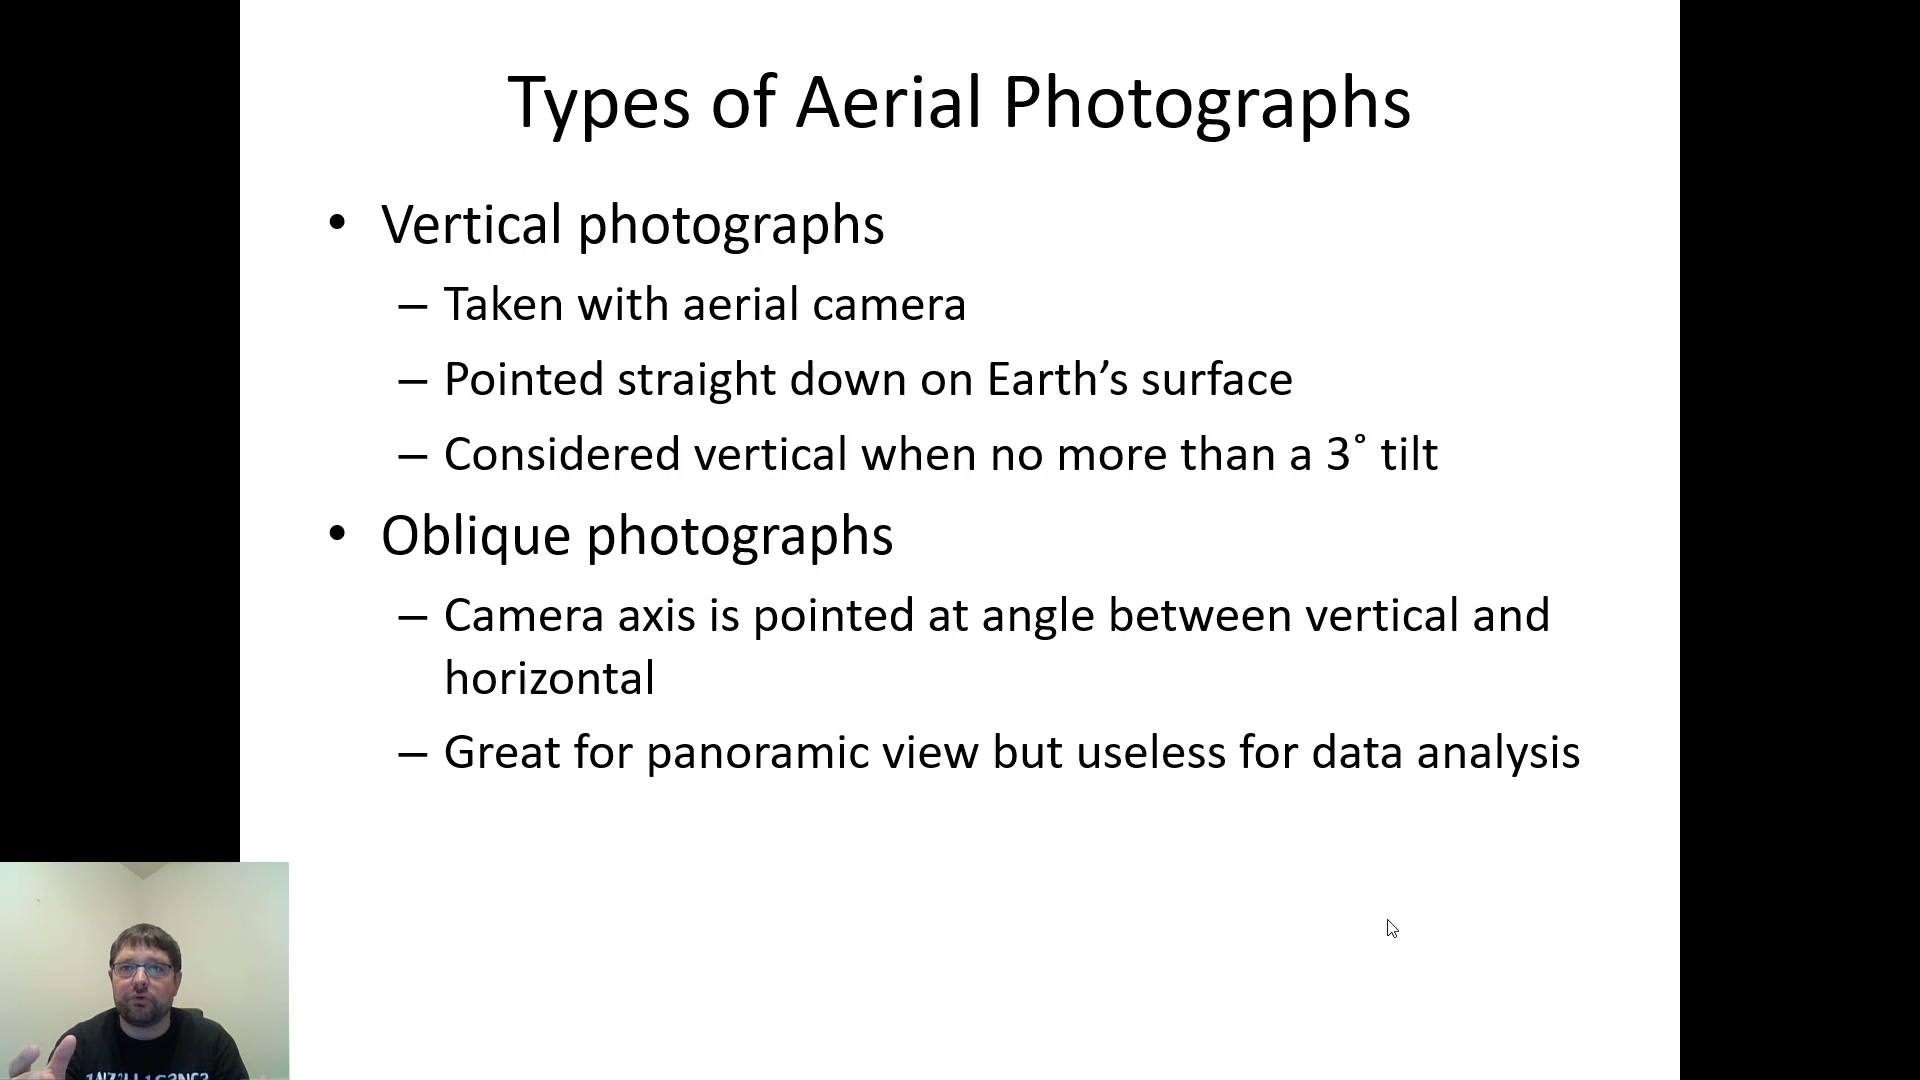 Types of Aerial Photographs
• Vertical photographs
– Taken with aerial camera
– Pointed straight down on Earth’s surface
– Considered vertical when no more than a 3˚ tilt
• Oblique photographs
– Camera axis is pointed at angle between vertical and
horizontal
– Great for panoramic view but useless for data analysis